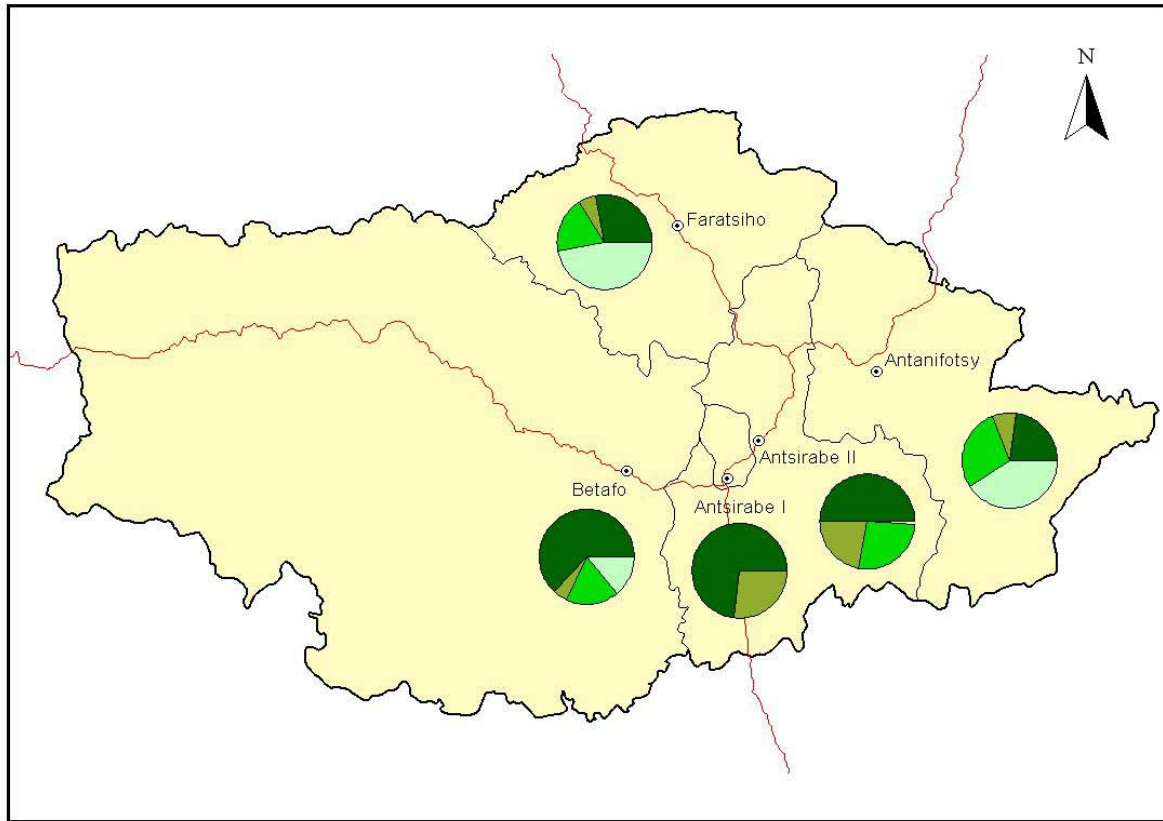 N
Faratsiho
Antanifotsy
Antsirabe II
Betafo
Antsirabe I